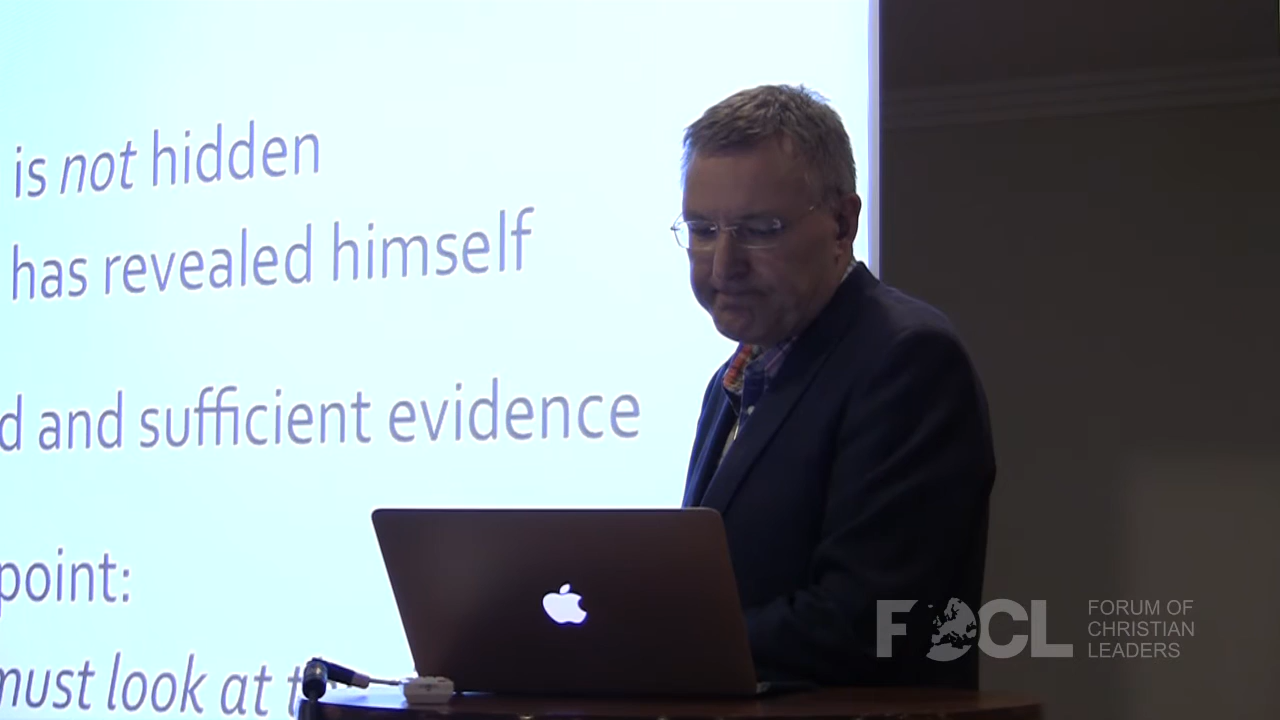 is not hidden
has revealed himself
d and sufficient evidence
point:
must look at t
FOCL
FORUM OF
CHRISTIAN
LEADERS